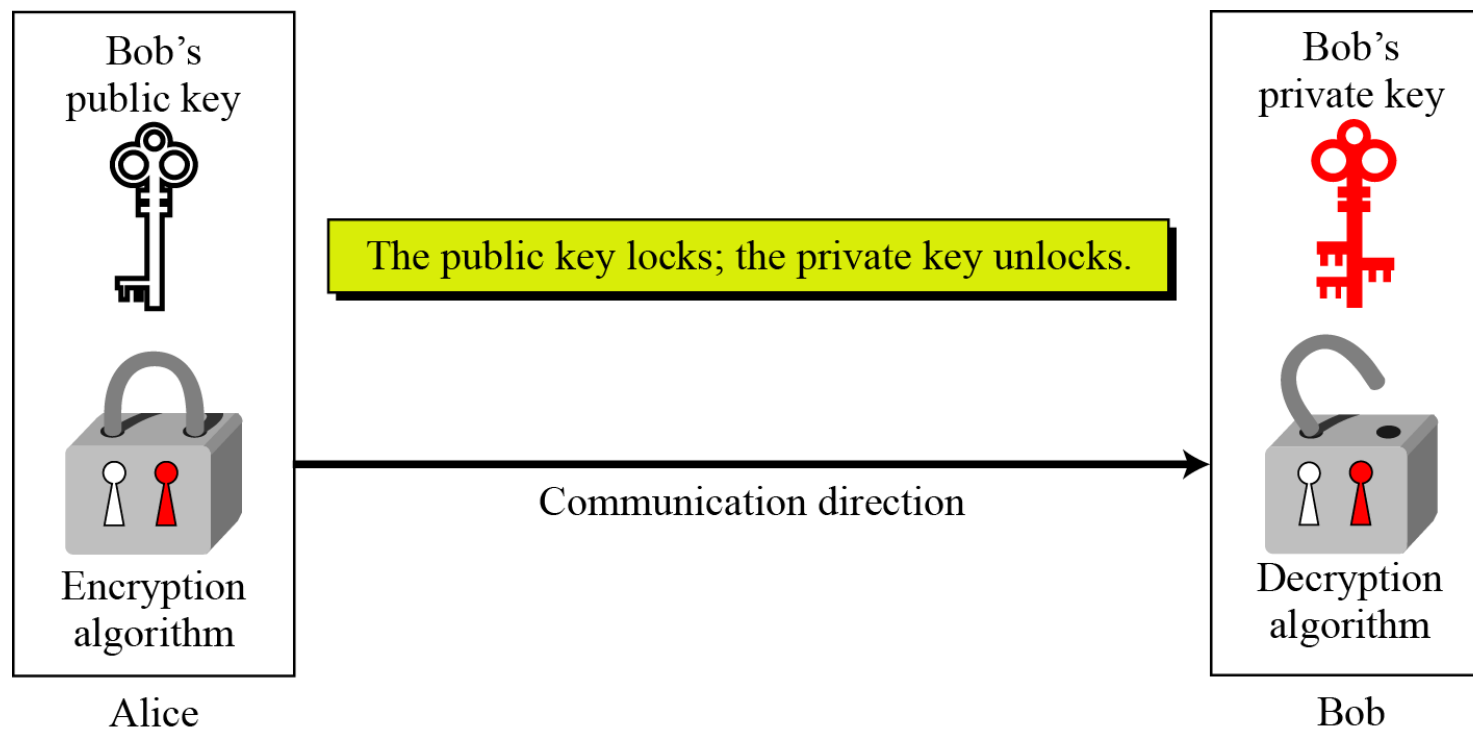 Bob’s
public key
Encryption
algorithm
Alice
The public key locks; the private key unlocks.
Communication direction
Bob’s
private key
Decryption
algorithm
Bob